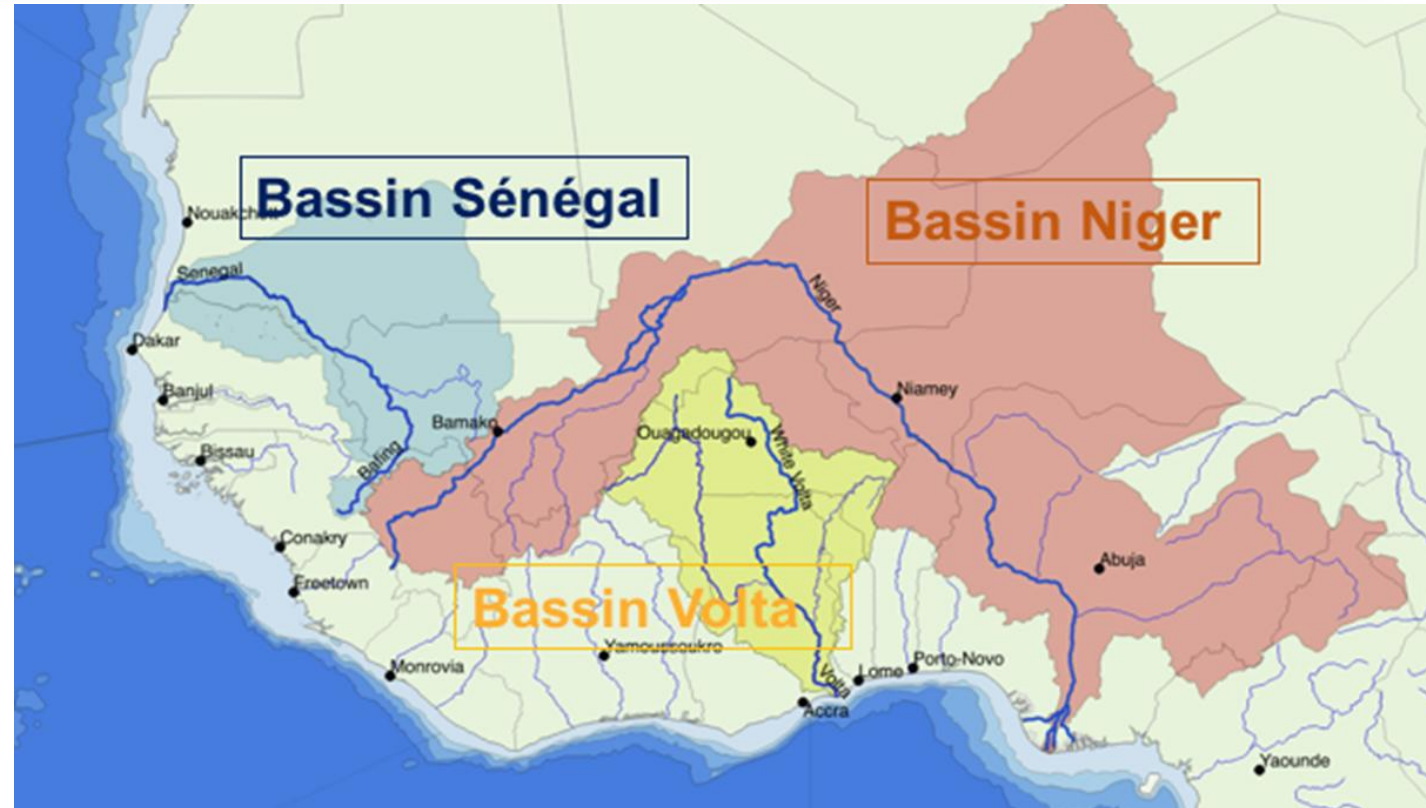 Bassin Sénégal
Bassin Niger
Nouakchott
Senegal
Niger
Dakar
Banjul
Niamey
Bamako
Ouagadougou
White Volta
Bissau
Bafing
Conakry
Abuja
Freetown
Bassin Volta
Yamoussoukro
Monrovia
Porto-Novo
Lome
Volta
Accra
Yaounde